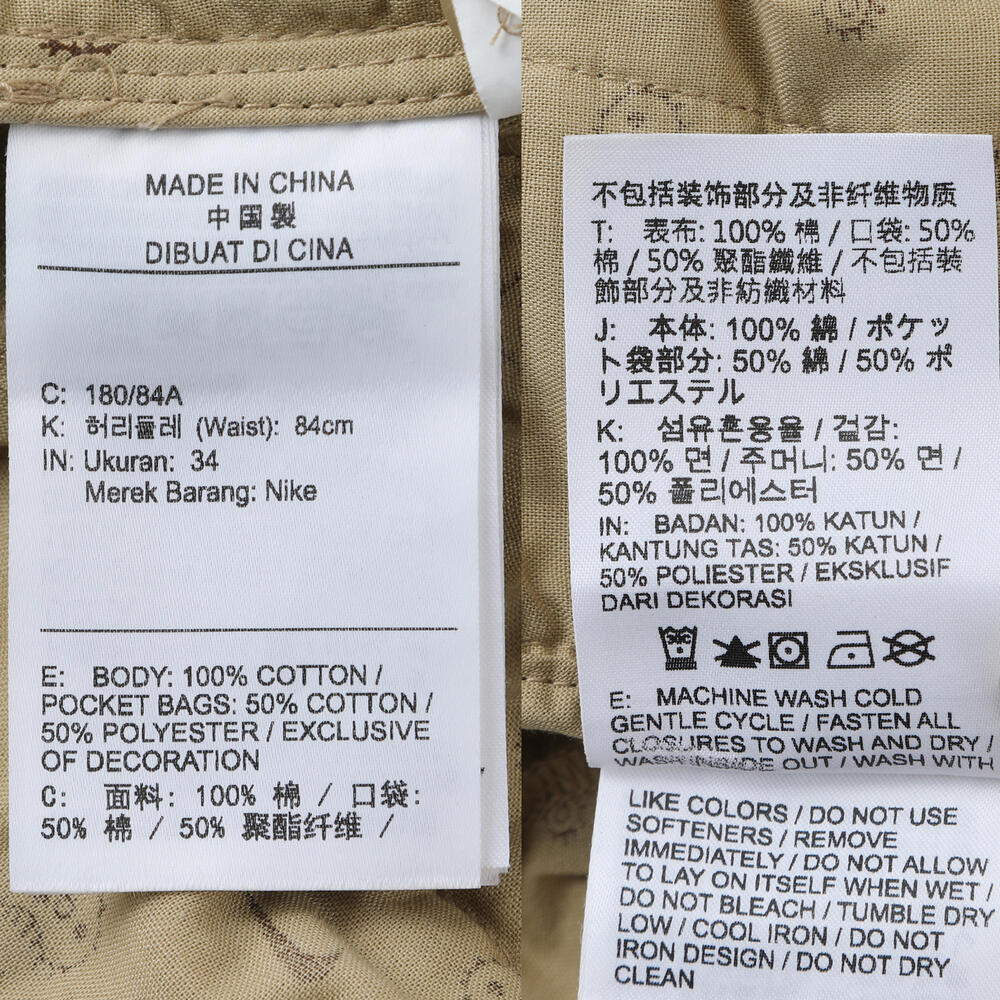 MADE IN CHINA
中国製
DIBUAT DI CINA
C: 180/84A
K: 허리둘레 (Waist): 84cm
IN: Ukuran: 34
Merek Barang: Nike
E: BODY: 100% COTTON /
POCKET BAGS: 50% COTTON /
50% POLYESTER / EXCLUSIVE
OF DECORATION
C: 面料: 100% 棉 / 口袋:
50% 棉 / 50% 聚酯纤维 /
不包括装饰部分及非纤维物质
T: 表布: 100% 棉 / 口袋: 50%
棉 / 50% 聚酯纖維 / 不包括裝
飾部分及非紡織材料
J: 本体: 100% 綿 / ポケッ
ト袋部分: 50% 綿 / 50% ポ
リエステル
K: 섬유혼용율 / 겉감:
100% 면 / 주머니: 50% 면 /
50% 폴리에스터
IN: BADAN: 100% KATUN /
KANTUNG TAS: 50% KATUN /
50% POLIESTER / EKSKLUSIF
DARI DEKORASI
E: MACHINE WASH COLD
GENTLE CYCLE / FASTEN ALL
CLOSURES TO WASH AND DRY /
WASH INSIDE OUT / WASH WITH
LIKE COLORS / DO NOT USE
SOFTENERS / REMOVE
IMMEDIATELY / DO NOT ALLOW
TO LAY ON ITSELF WHEN WET /
DO NOT BLEACH / TUMBLE DRY
LOW / COOL IRON / DO NOT
IRON DESIGN / DO NOT DRY
CLEAN